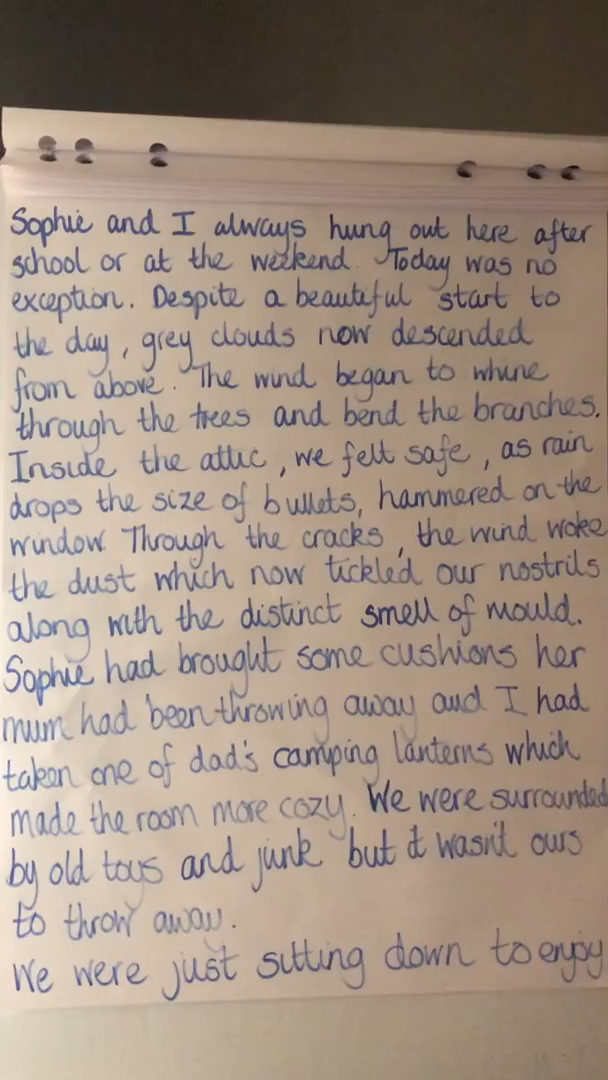 Sophie and I always hung out here after
school or at the weekend. Today was no
exception. Despite a beautiful start to
the day, grey clouds now descended
from above. The wind began to whine
through the trees and bend the branches.
Inside the attic, we felt safe, as rain
drops the size of bullets, hammered on the
window. Through the cracks, the wind woke
the dust which now tickled our nostrils
along with the distinct smell of mould.
Sophie had brought some cushions her
mum had been throwing away and I had
taken one of dad's camping lanterns which
made the room more cozy. We were surrounded
by old toys and junk but it wasn't ours
to throw away.
We were just sitting down to enjoy